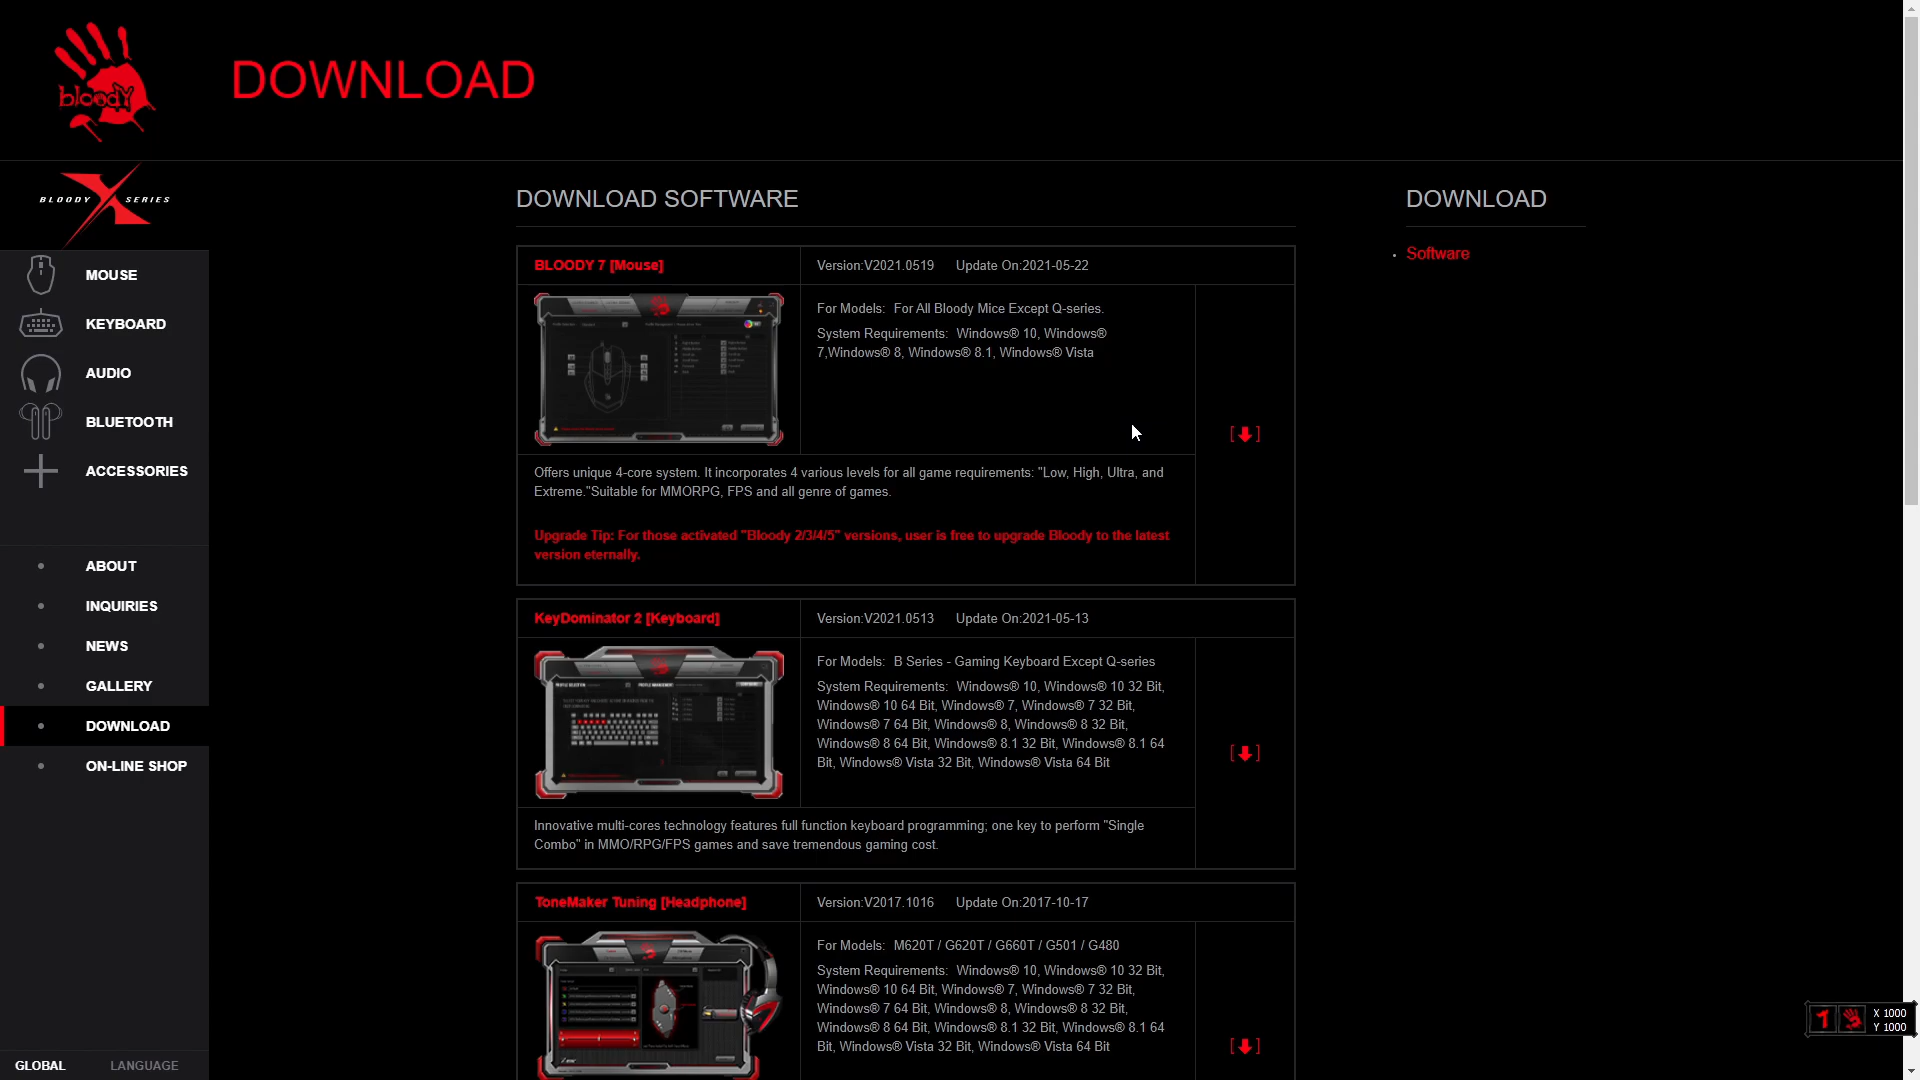 bloody
DOWNLOAD
BLOODY SERIES
MOUSE
KEYBOARD
AUDIO
BLUETOOTH
ACCESSORIES
ABOUT
INQUIRIES
NEWS
GALLERY
DOWNLOAD
ON-LINE SHOP
GLOBAL LANGUAGE
DOWNLOAD SOFTWARE
BLOODY 7 [Mouse] Version:V2021.0519 Update On:2021-05-22
For Models: For All Bloody Mice Except Q-series.
System Requirements: Windows® 10, Windows®
7,Windows® 8, Windows® 8.1, Windows® Vista
Offers unique 4-core system. It incorporates 4 various levels for all game requirements: "Low, High, Ultra, and
Extreme."Suitable for MMORPG, FPS and all genre of games.
Upgrade Tip: For those activated "Bloody 2/3/4/5" versions, user is free to upgrade Bloody to the latest
version eternally.
KeyDominator 2 [Keyboard] Version:V2021.0513 Update On:2021-05-13
For Models: B Series - Gaming Keyboard Except Q-series
System Requirements: Windows® 10, Windows® 10 32 Bit,
Windows® 10 64 Bit, Windows® 7, Windows® 7 32 Bit,
Windows® 7 64 Bit, Windows® 8, Windows® 8 32 Bit,
Windows® 8 64 Bit, Windows® 8.1 32 Bit, Windows® 8.1 64
Bit, Windows® Vista 32 Bit, Windows® Vista 64 Bit
Innovative multi-cores technology features full function keyboard programming; one key to perform "Single
Combo" in MMO/RPG/FPS games and save tremendous gaming cost.
ToneMaker Tuning [Headphone] Version:V2017.1016 Update On:2017-10-17
For Models: M620T / G620T / G660T / G501 / G480
System Requirements: Windows® 10, Windows® 10 32 Bit,
Windows® 10 64 Bit, Windows® 7, Windows® 7 32 Bit,
Windows® 7 64 Bit, Windows® 8, Windows® 8 32 Bit,
Windows® 8 64 Bit, Windows® 8.1 32 Bit, Windows® 8.1 64
Bit, Windows® Vista 32 Bit, Windows® Vista 64 Bit
DOWNLOAD
Software
X 1000
Y 1000